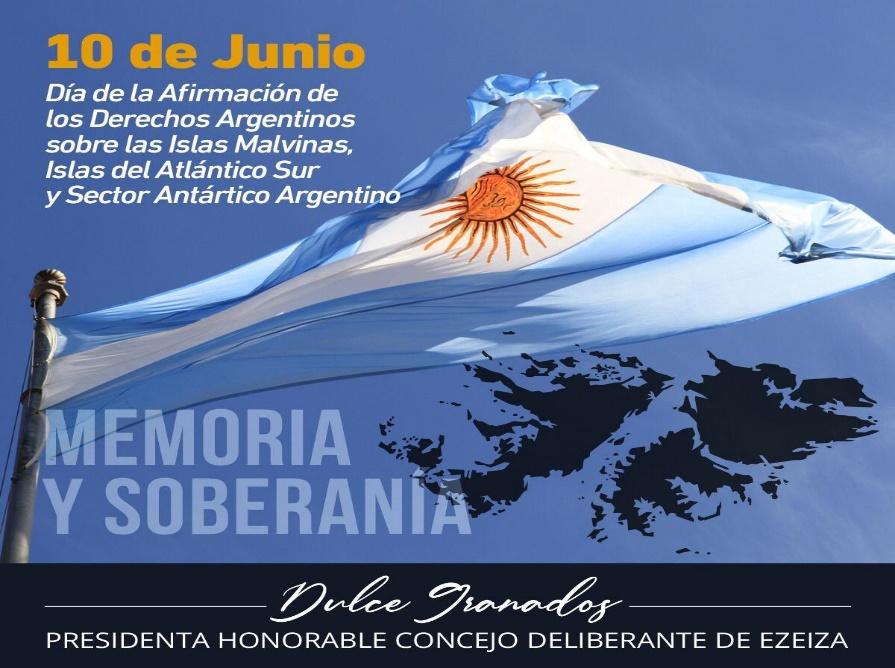 10 de Junio
Día de la Afirmación de
los Derechos Argentinos
sobre las Islas Malvinas,
Islas del Atlántico Sur
y Sector Antártico Argentino
MEMORIA
Y SOBERANÍA
Dulce Granados
PRESIDENTA HONORABLE CONCEJO DELIBERANTE DE EZEIZA